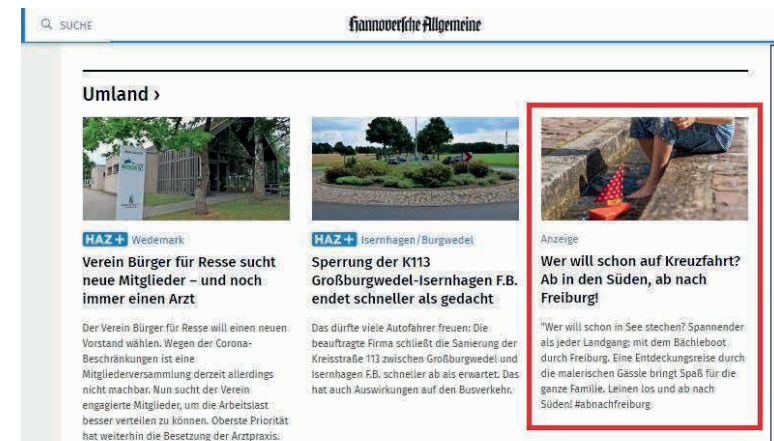 SUCHE
Hannoversche Allgemeine
Umland ›
HAZ+ Wedemark
Verein Bürger für Resse sucht
neue Mitglieder – und noch
immer einen Arzt
Der Verein Bürger für Resse will einen neuen
Vorstand wählen. Wegen der Corona-
Beschränkungen ist eine
Mitgliederversammlung derzeit allerdings
nicht machbar. Nun sucht der Verein
engagierte Mitglieder, um die Arbeitslast
besser verteilen zu können. Oberste Priorität
hat weiterhin die Besetzung der Arztpraxis.
HAZ+ Isernhagen/Burgwedel
Sperrung der K113
Großburgwedel-Isernhagen F.B.
endet schneller als gedacht
Das dürfte viele Autofahrer freuen: Die
beauftragte Firma schließt die Sanierung der
Kreisstraße 113 zwischen Großburgwedel und
Isernhagen F.B. schneller ab als erwartet. Das
hat auch Auswirkungen auf den Busverkehr.
Anzeige
Wer will schon auf Kreuzfahrt?
Ab in den Süden, ab nach
Freiburg!
"Wer will schon in See stechen? Spannender
als jeder Landgang: mit dem Bächleboot
durch Freiburg. Eine Entdeckungsreise durch
die malerischen Gässle bringt Spaß für die
ganze Familie. Leinen los und ab nach
Süden! #abnachfreiburg